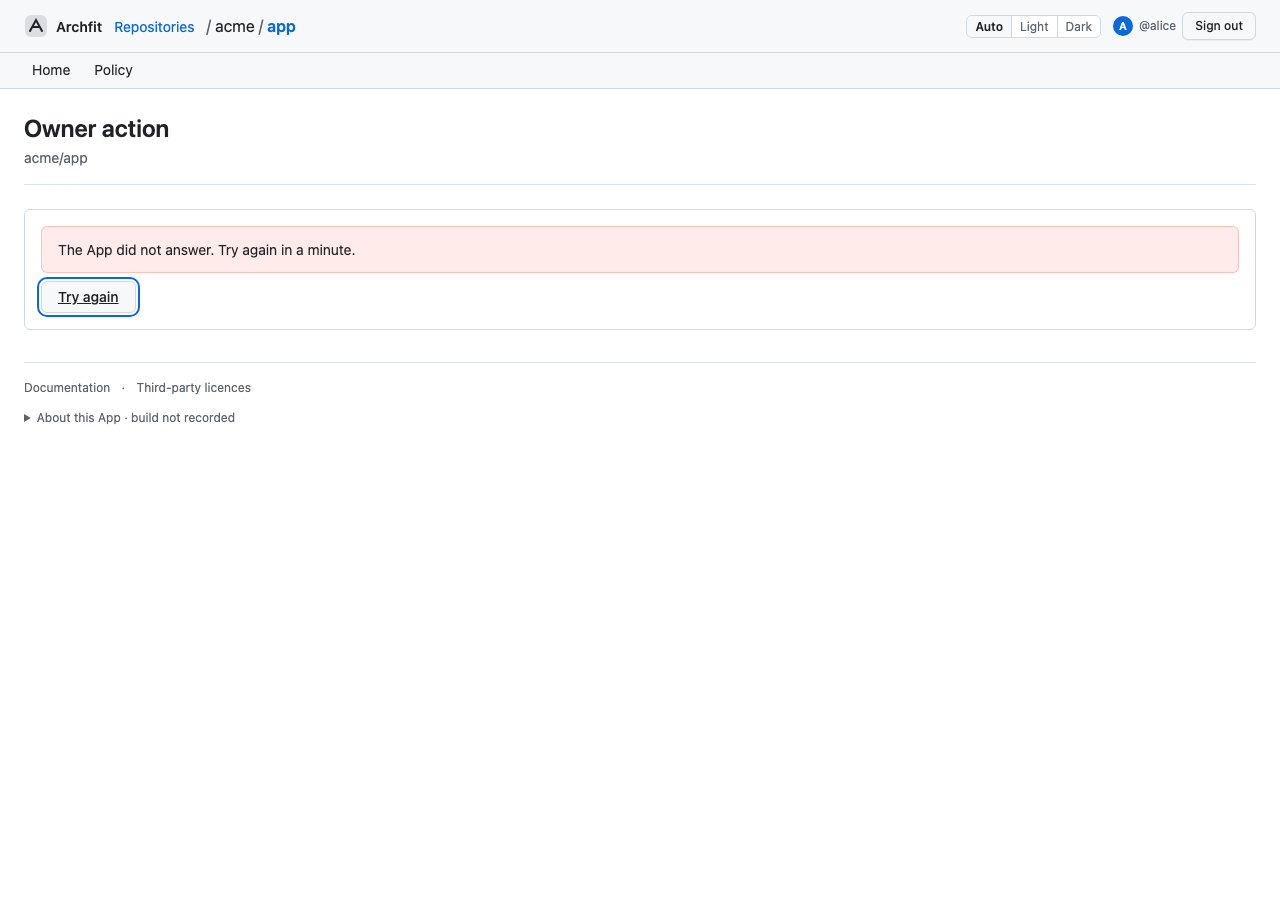 Archfit Repositories / acme / app Auto Light Dark A @alice Sign out
Home Policy
Owner action
acme/app
The App did not answer. Try again in a minute.
Try again
Documentation · Third-party licences
About this App · build not recorded